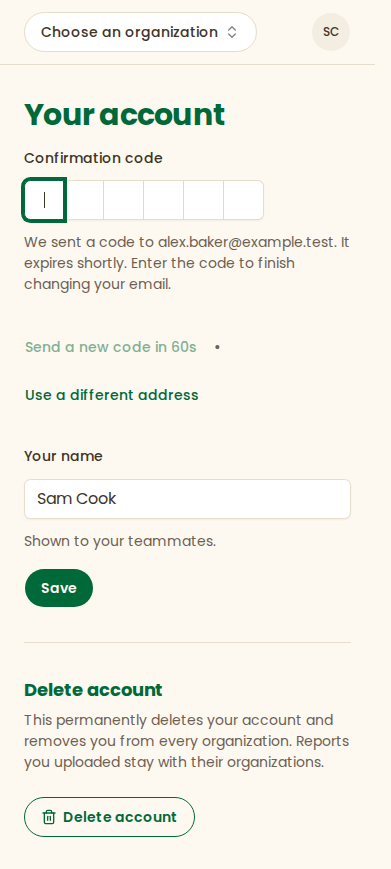 Choose an organization
SC
Your account
Confirmation code
We sent a code to alex.baker@example.test. It
expires shortly. Enter the code to finish
changing your email.
Send a new code in 60s •
Use a different address
Your name
Sam Cook
Shown to your teammates.
Save
Delete account
This permanently deletes your account and
removes you from every organization. Reports
you uploaded stay with their organizations.
Delete account